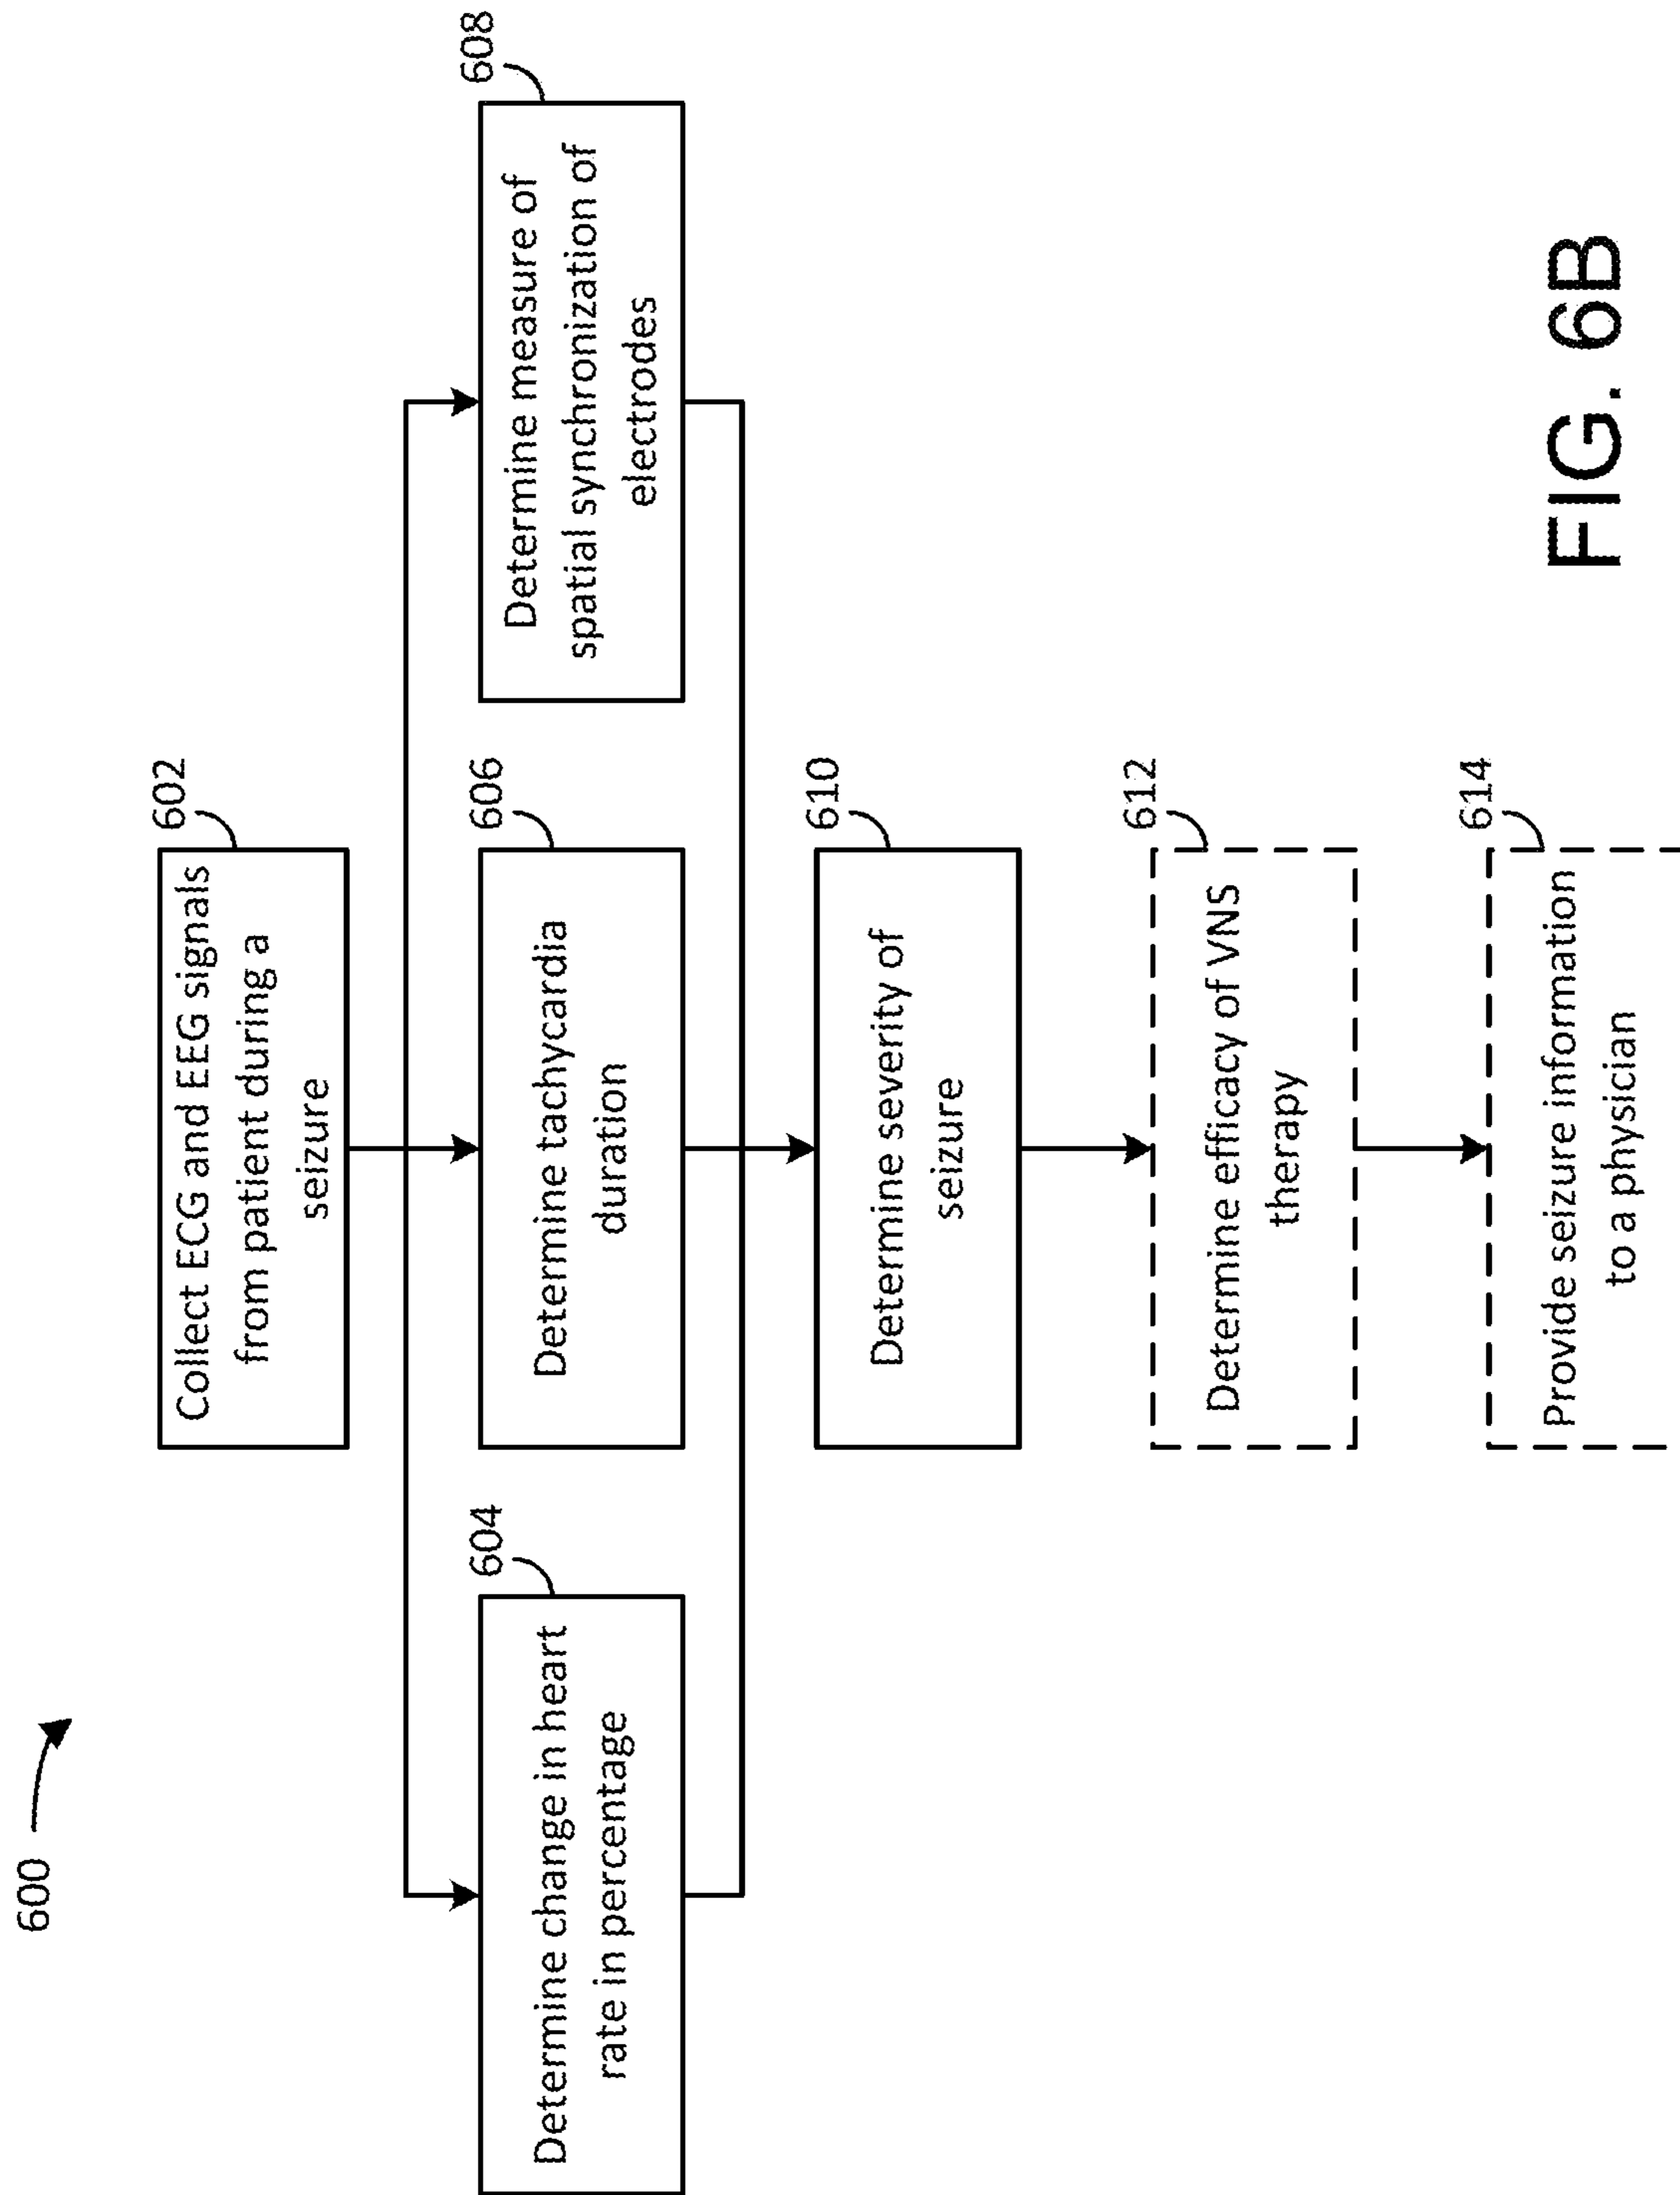 600
602
Collect ECG and EEG signals
from patient during a
seizure
604
Determine change in heart
rate in percentage
606
Determine tachycardia
duration
608
Determine measure of
spatial synchronization of
electrodes
610
Determine severity of
seizure
612
Determine efficacy of VNS
therapy
614
Provide seizure information
to a physician
FIG. 6B